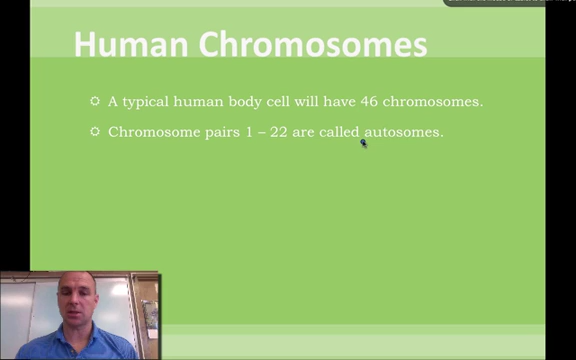 Human Chromosomes
A typical human body cell will have 46 chromosomes.
Chromosome pairs 1 – 22 are called autosomes.